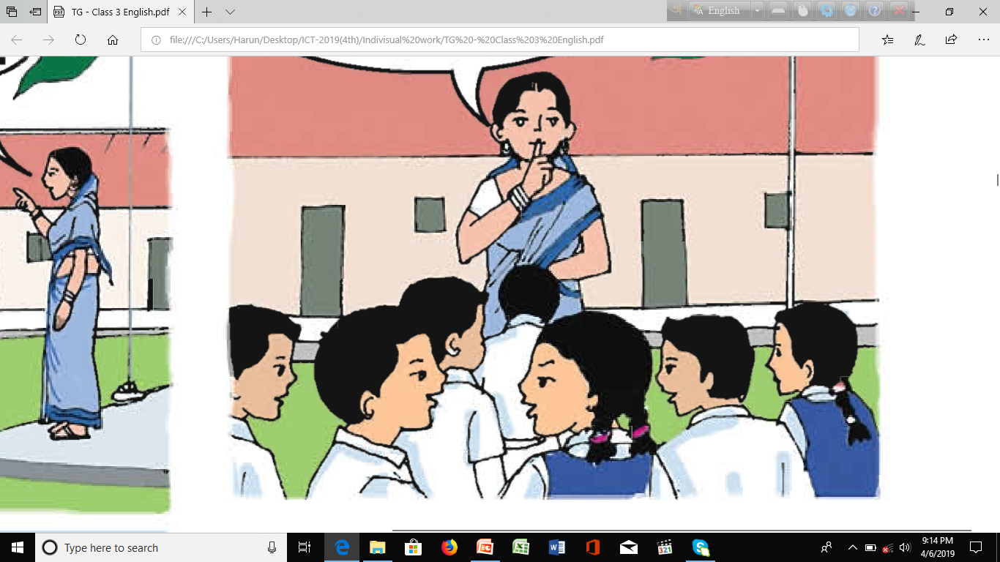 TG - Class 3 English.pdf
English
file:///C:/Users/Harun/Desktop/ICT-2019(4th)/Indivisual%20work/TG%20-%20Class%203%20English.pdf
Type here to search
9:14 PM
4/6/2019